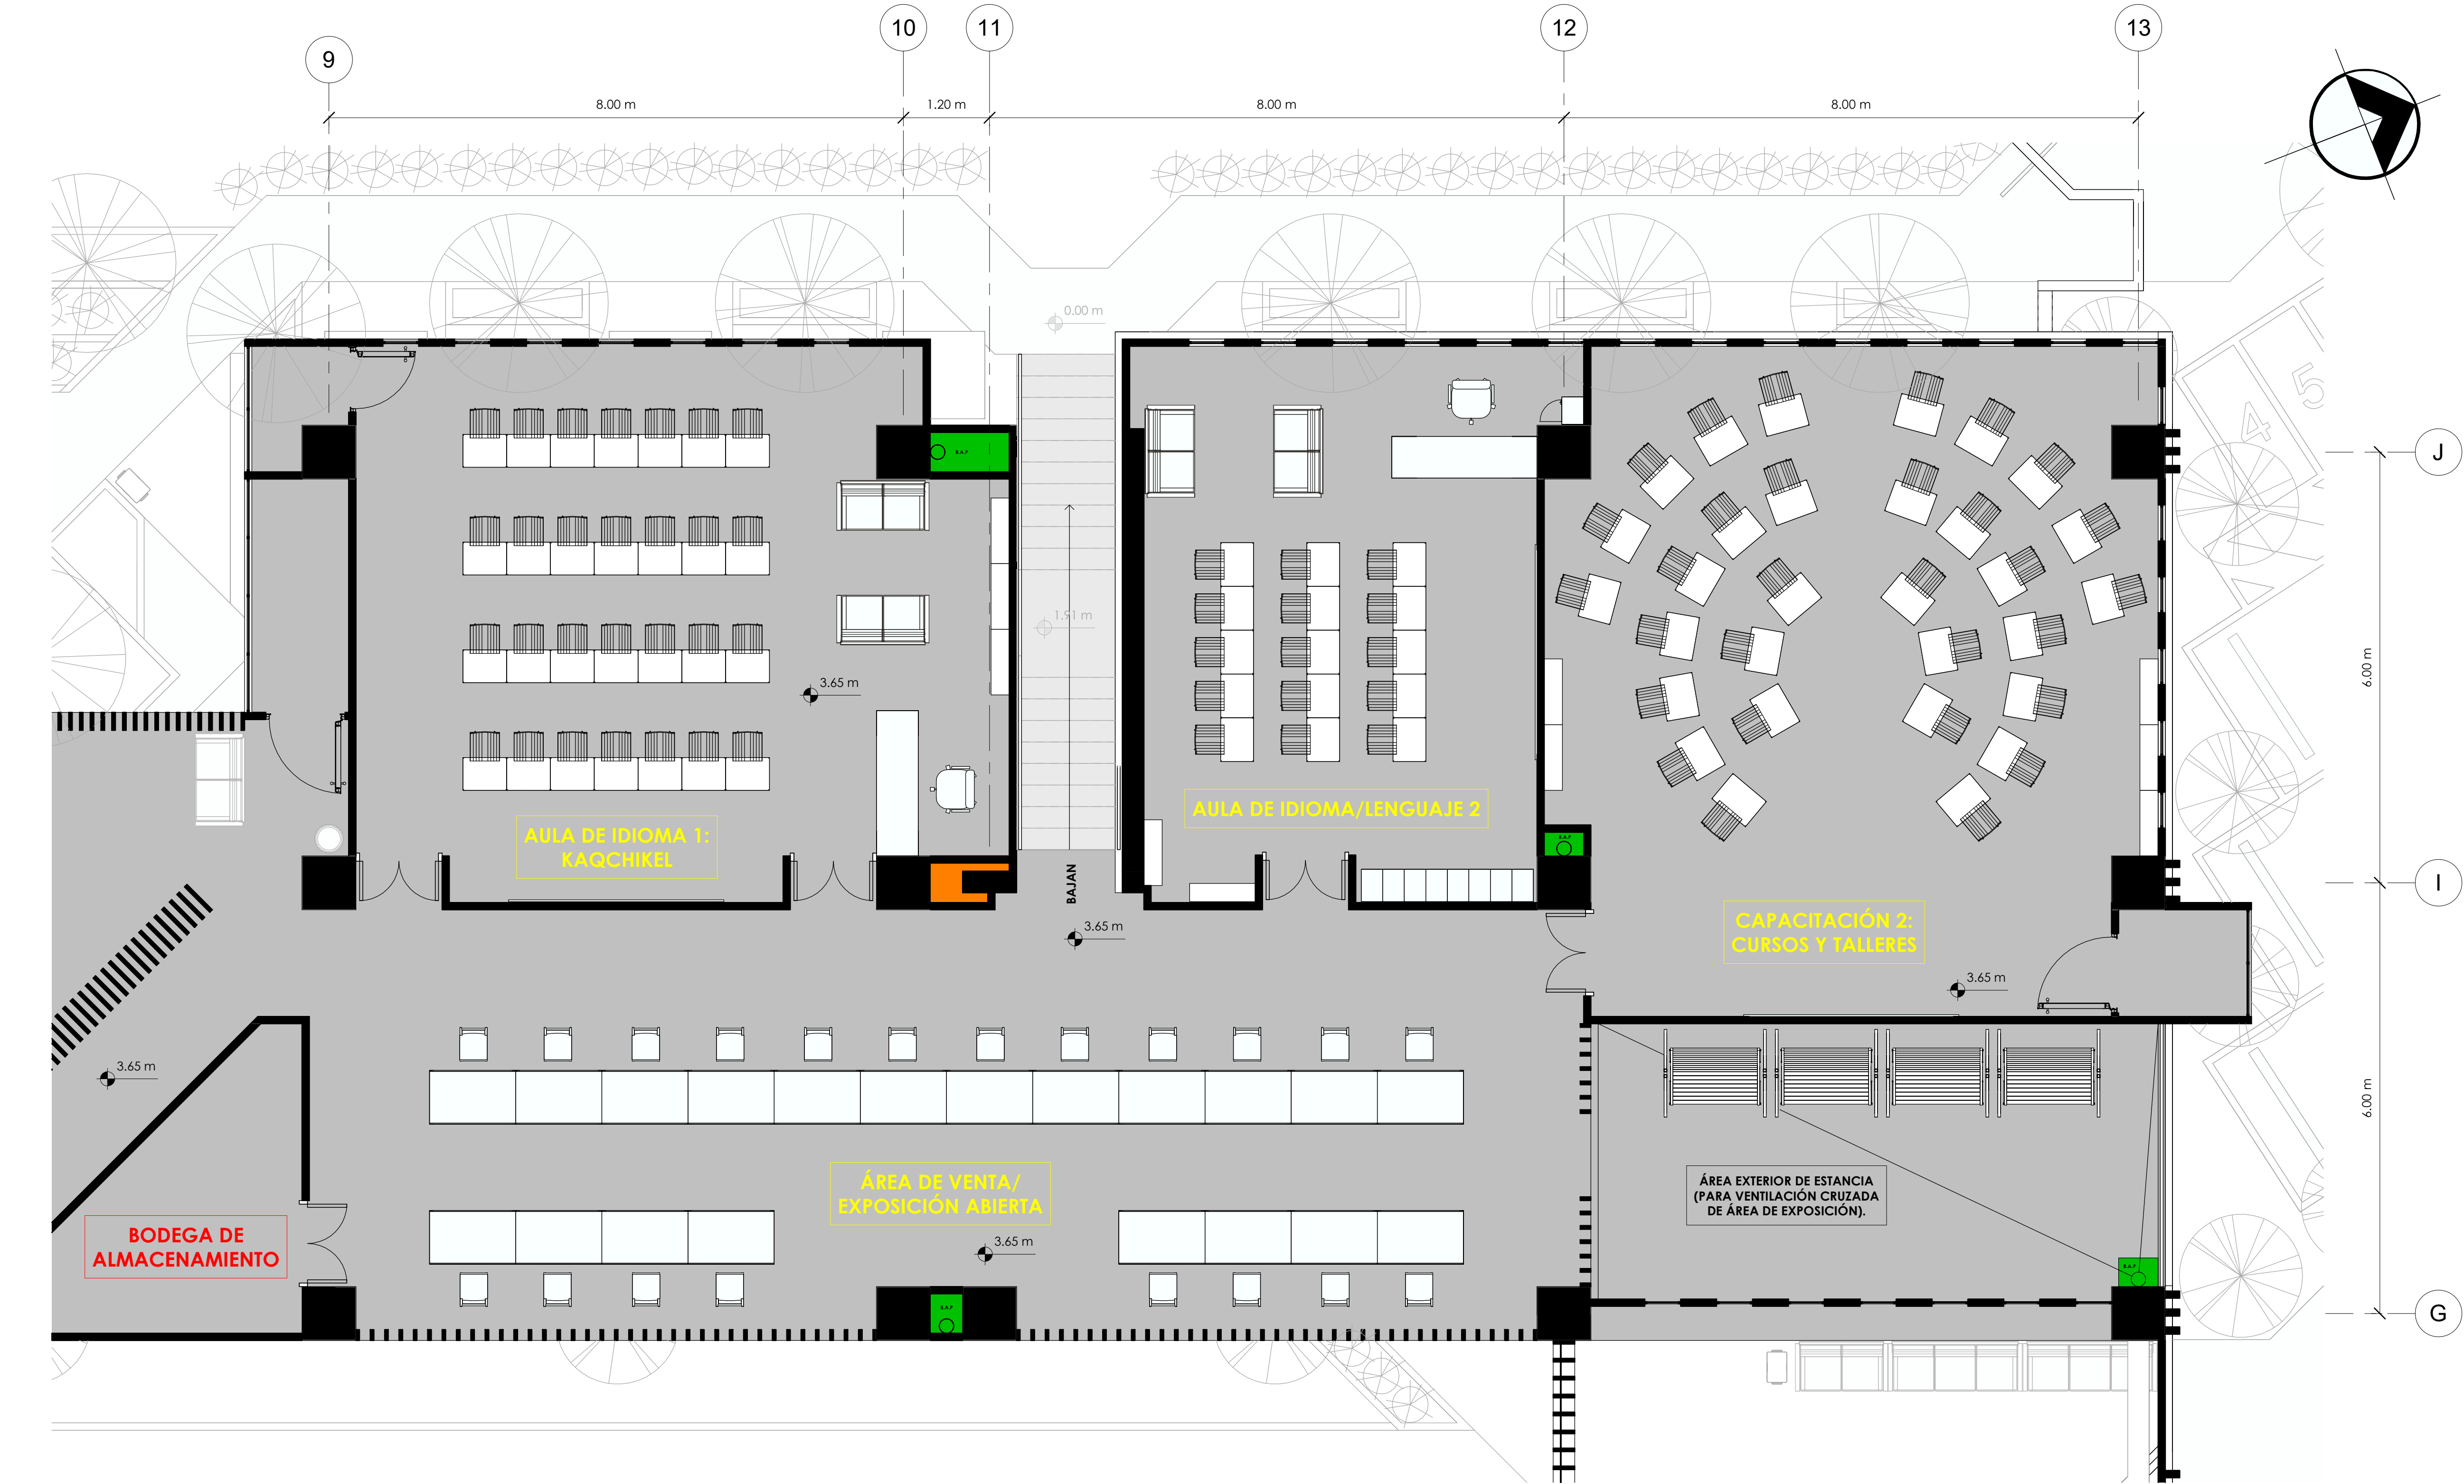 9
10
11
12
13
8.00 m
1.20 m
8.00 m
8.00 m
0.00 m
5
4
B.A.P
J
1.91 m
3.65 m
6.00 m
AULA DE IDIOMA/LENGUAJE 2
AULA DE IDIOMA 1:
KAQCHIKEL
B.A.P
BAJAN
I
CAPACITACIÓN 2:
CURSOS Y TALLERES
3.65 m
3.65 m
3.65 m
6.00 m
ÁREA DE VENTA/
EXPOSICIÓN ABIERTA
ÁREA EXTERIOR DE ESTANCIA
(PARA VENTILACIÓN CRUZADA
DE ÁREA DE EXPOSICIÓN).
BODEGA DE
ALMACENAMIENTO
3.65 m
B.A.P
B.A.P
G